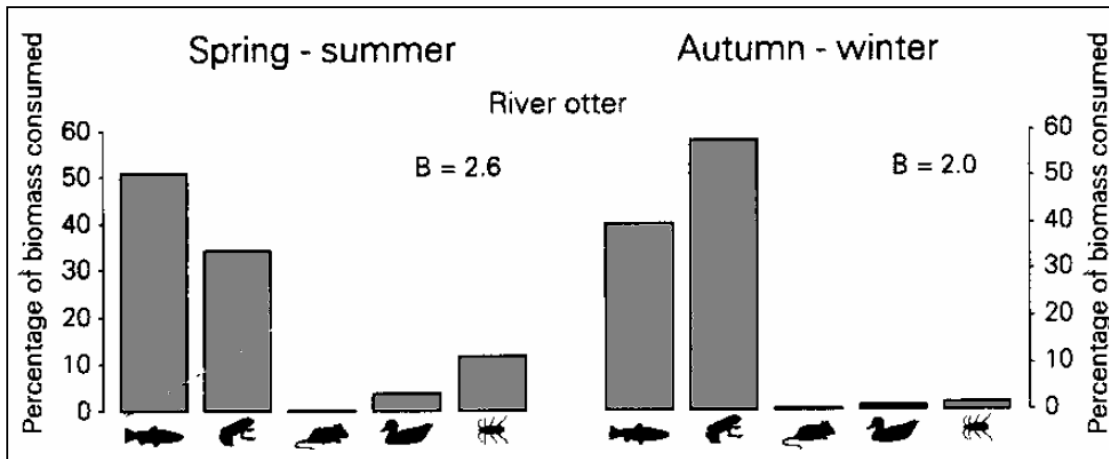 Spring - summer
Autumn - winter
River otter
Percentage of biomass consumed
60
50
40
30
20
10
0
B = 2.6
B = 2.0
60
50
40
30
20
10
0
Percentage of biomass consumed